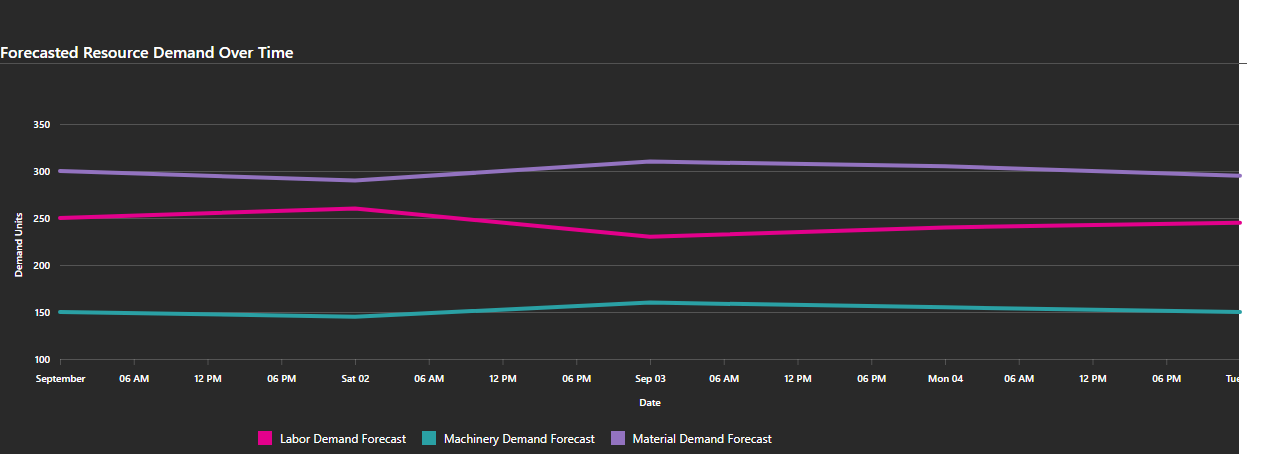 Forecasted Resource Demand Over Time
350
300
250
200
150
100
Demand Units
September 06 AM 12 PM 06 PM Sat 02 06 AM 12 PM 06 PM Sep 03 06 AM 12 PM 06 PM Mon 04 06 AM 12 PM 06 PM Tue
Date
Labor Demand Forecast Machinery Demand Forecast Material Demand Forecast